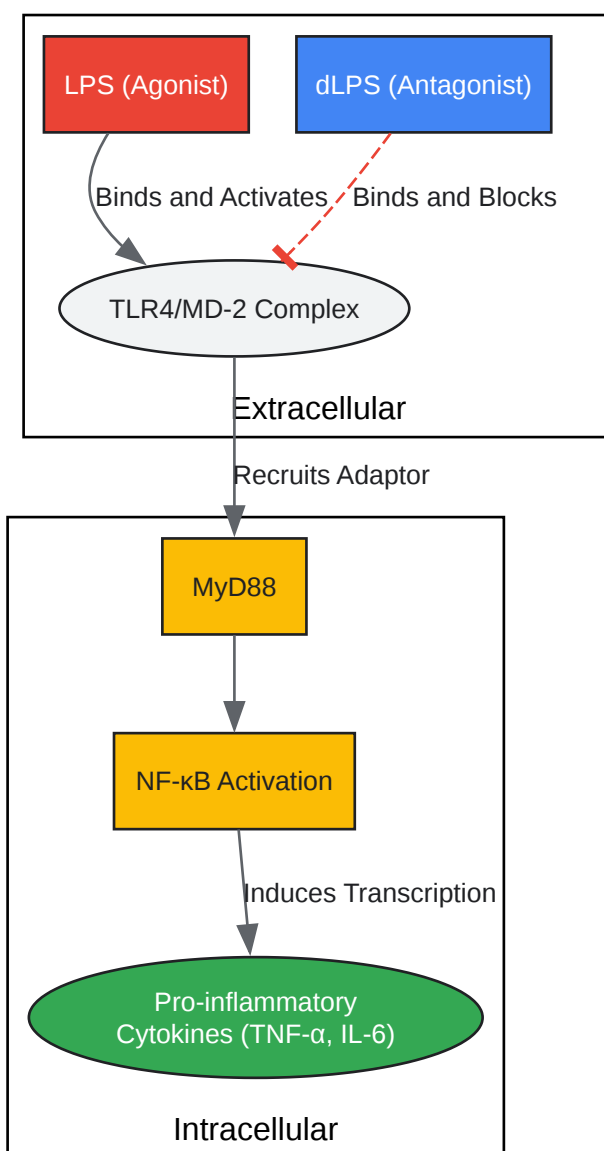 LPS (Agonist)
dLPS (Antagonist)
Binds and Activates
Binds and Blocks
TLR4/MD-2 Complex
Extracellular
Recruits Adaptor
MyD88
NF-κB Activation
Induces Transcription
Pro-inflammatory
Cytokines (TNF-α, IL-6)
Intracellular